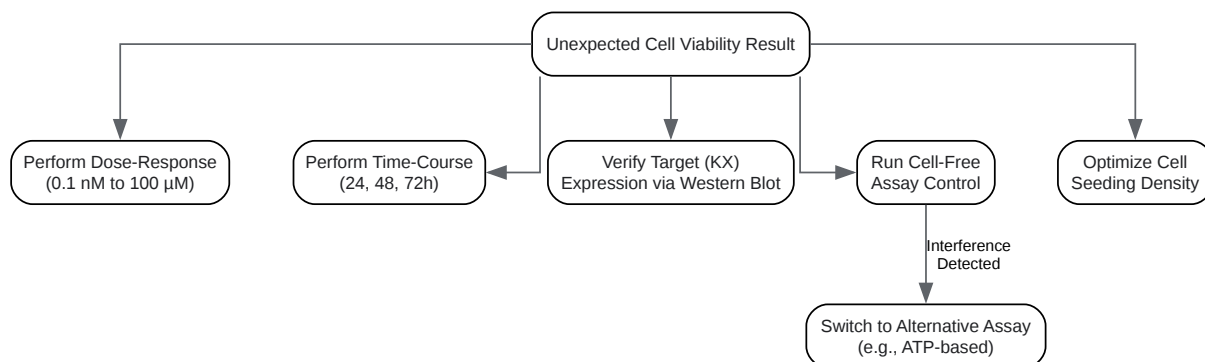 Unexpected Cell Viability Result
Perform Dose-Response
(0.1 nM to 100 µM)
Perform Time-Course
(24, 48, 72h)
Verify Target (KX)
Expression via Western Blot
Run Cell-Free
Assay Control
Optimize Cell
Seeding Density
Interference
Detected
Switch to Alternative Assay
(e.g., ATP-based)